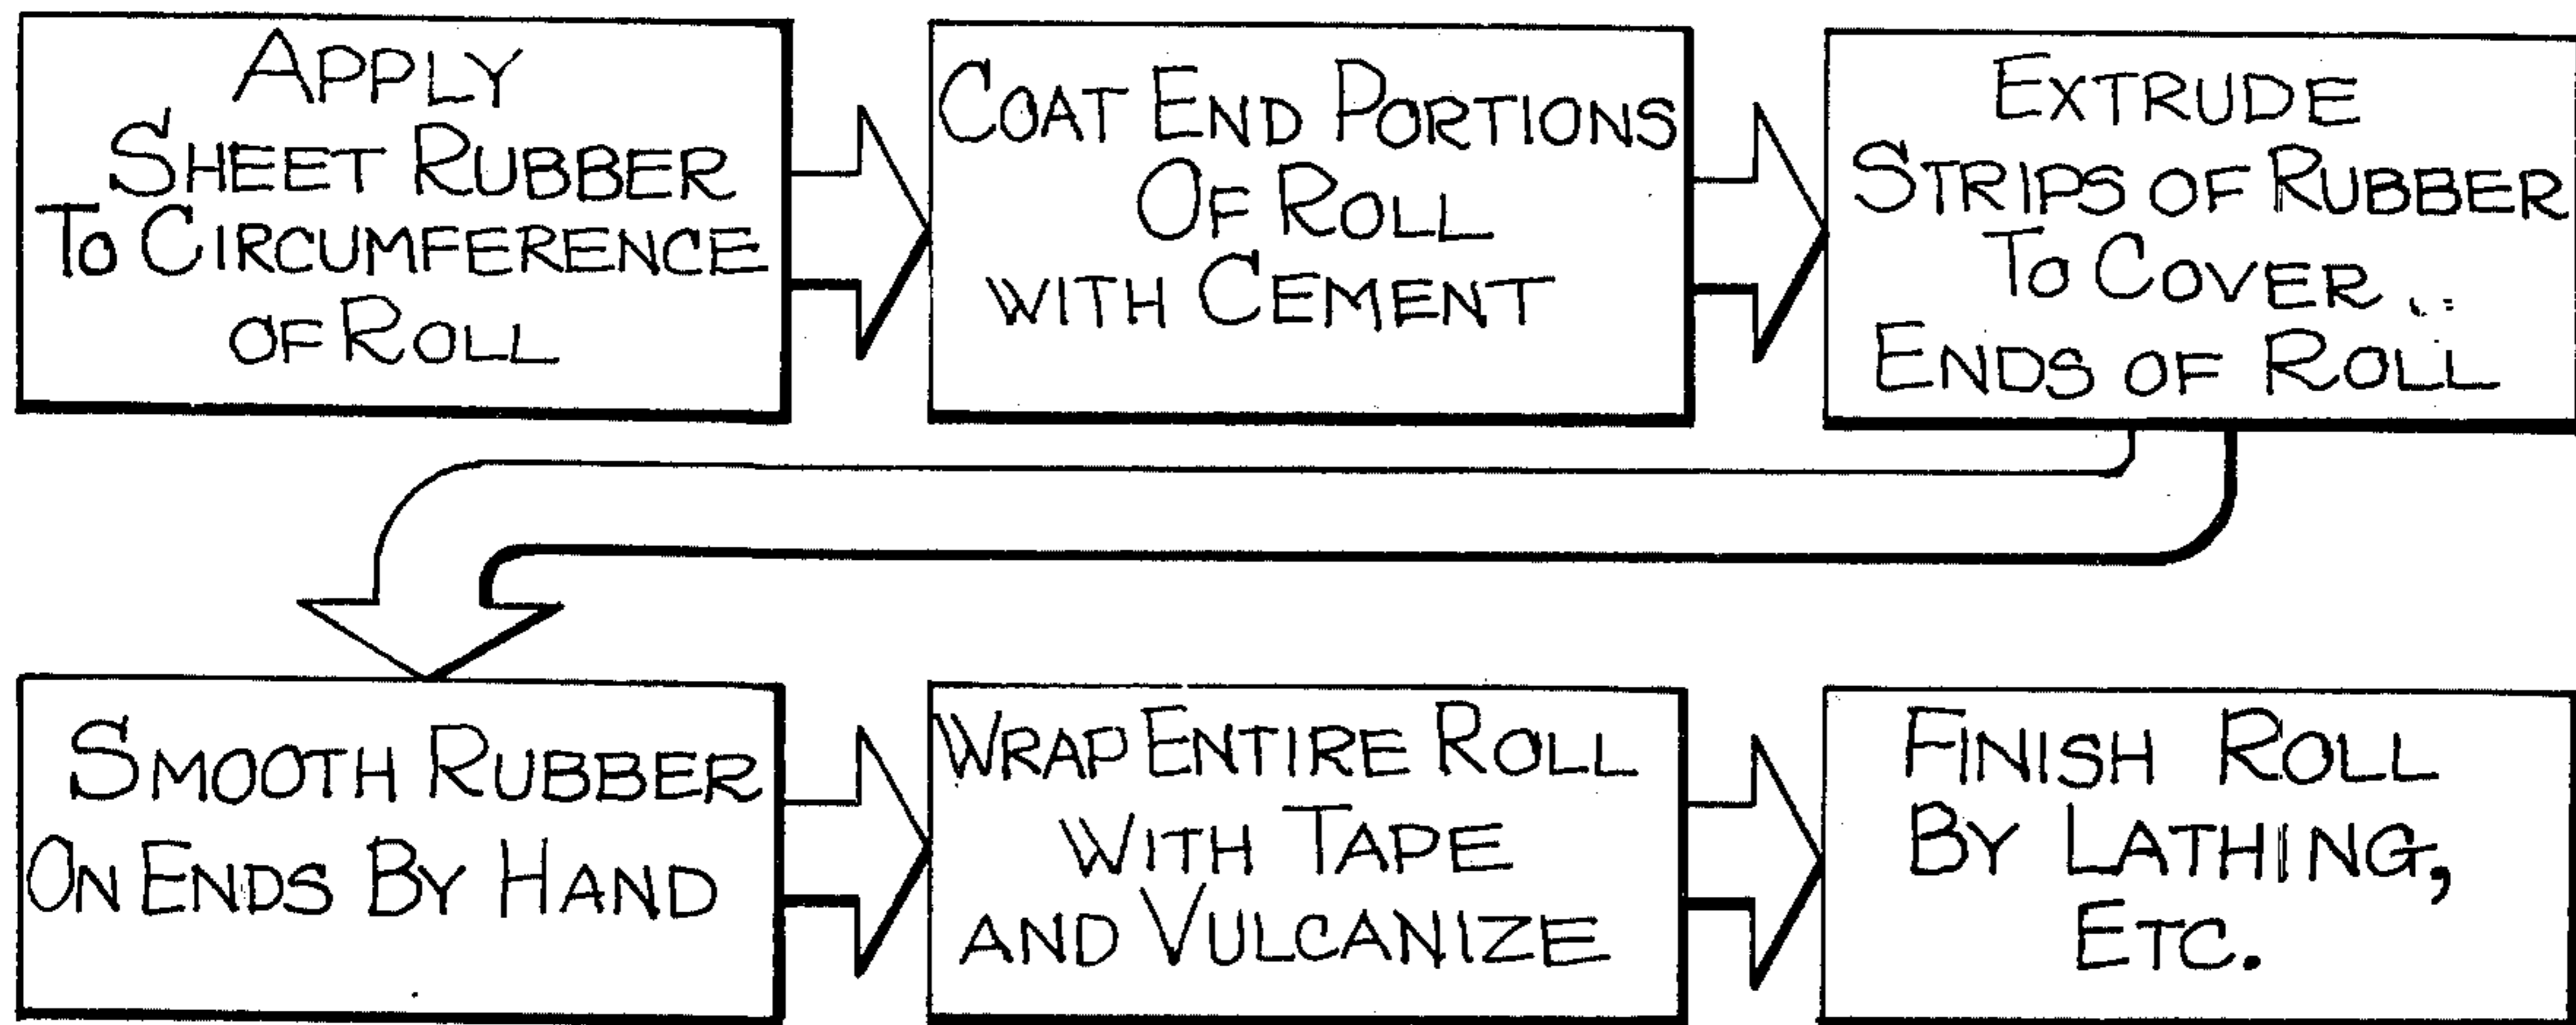 APPLY
SHEET RUBBER
TO CIRCUMFERENCE
OF ROLL
COAT END PORTIONS
OF ROLL
WITH CEMENT
EXTRUDE
STRIPS OF RUBBER
TO COVER
ENDS OF ROLL
SMOOTH RUBBER
ON ENDS BY HAND
WRAP ENTIRE ROLL
WITH TAPE
AND VULCANIZE
FINISH ROLL
BY LATHING,
ETC.